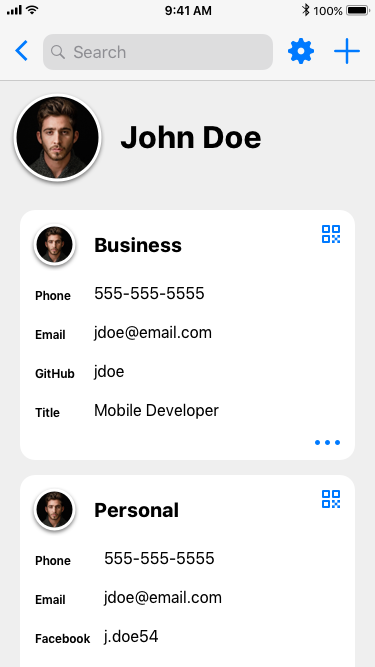 9:41 AM
100%
Search
John Doe
Business
Phone 555-555-5555
Email jdoe@email.com
GitHub jdoe
Title Mobile Developer
Personal
Phone 555-555-5555
Email jdoe@email.com
Facebook j.doe54